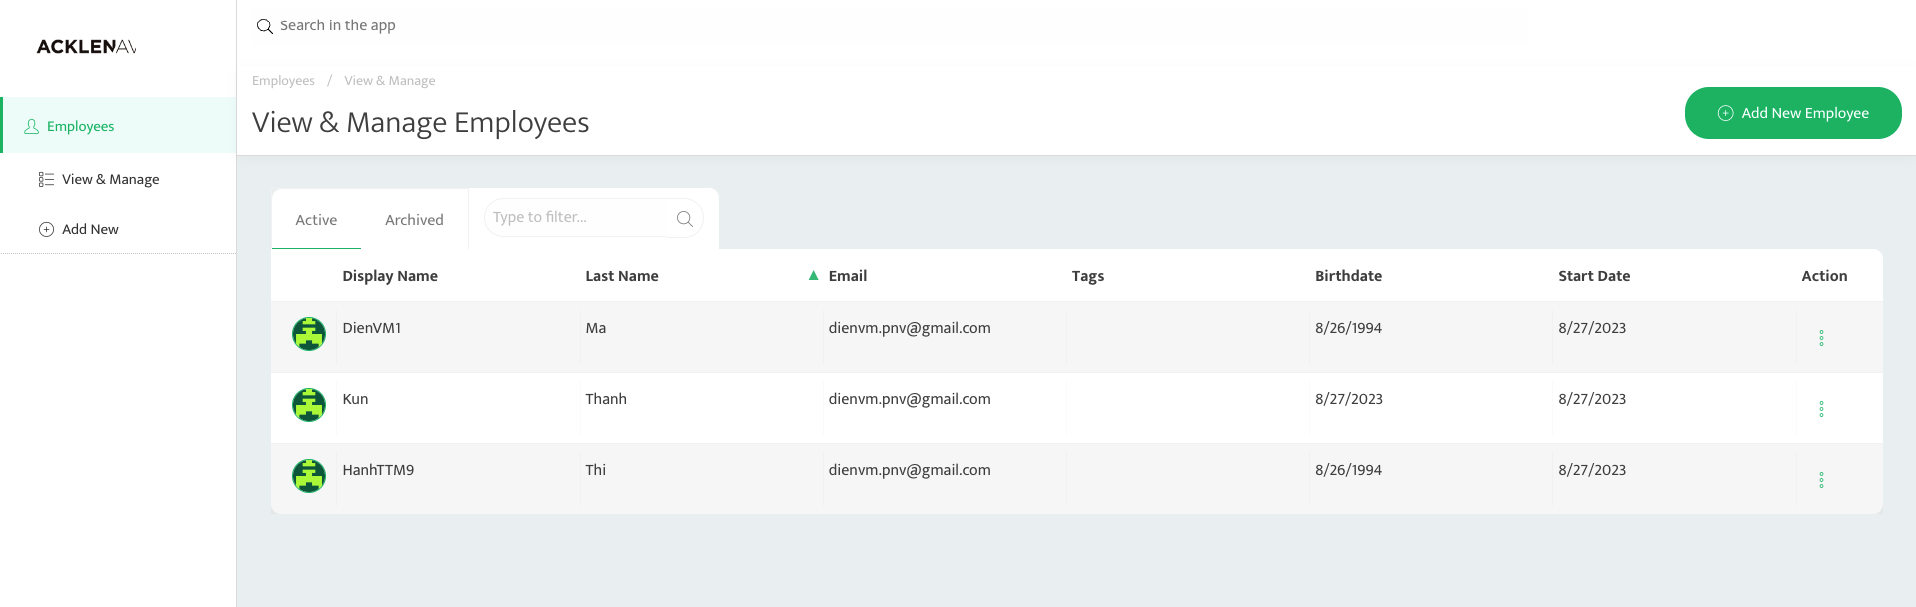 ACKLENAV
Search in the app
Employees / View & Manage
View & Manage Employees
Add New Employee
Employees
View & Manage
Add New
Active Archived Type to filter...
Display Name Last Name ▲ Email Tags Birthdate Start Date Action
DienVM1 Ma dienvm.pnv@gmail.com 8/26/1994 8/27/2023
Kun Thanh dienvm.pnv@gmail.com 8/27/2023 8/27/2023
HanhTTM9 Thi dienvm.pnv@gmail.com 8/26/1994 8/27/2023